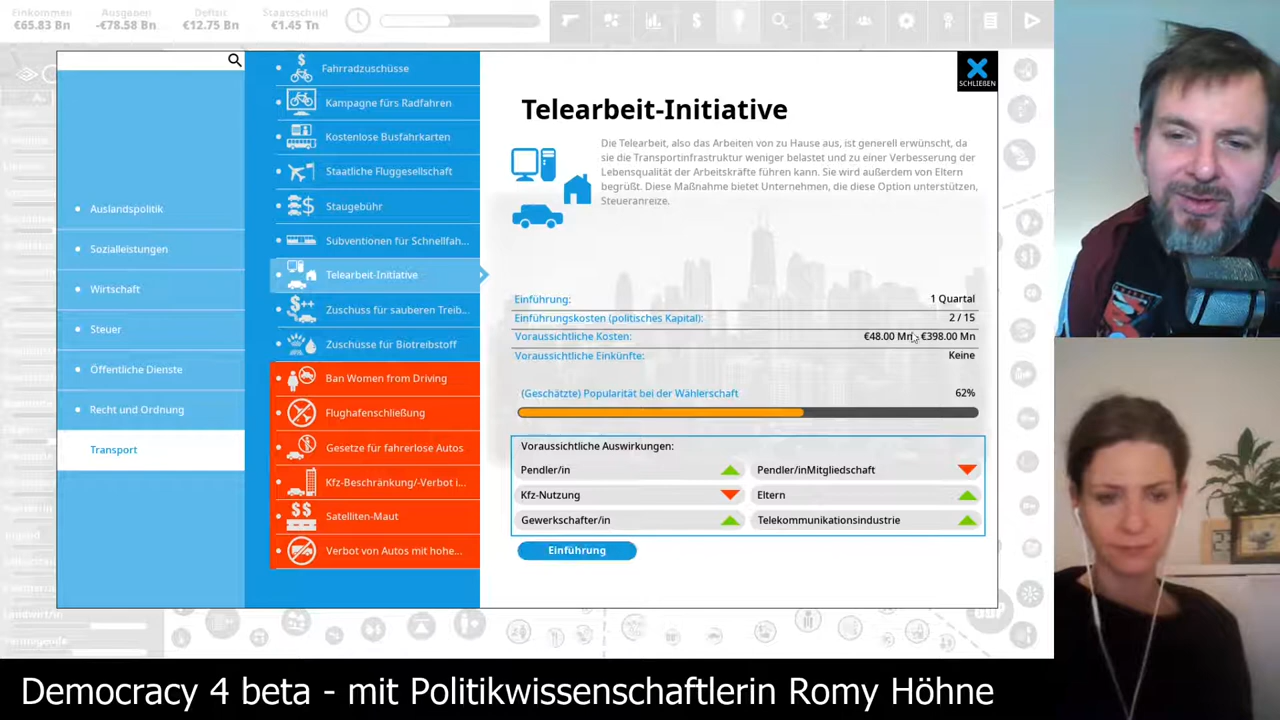 Einkommen
€65.83 Bn
Ausgaben
-€78.58 Bn
Defizit
€12.75 Bn
Staatsschuld
€1.45 Tn
SCHLIEßEN
Auslandspolitik
Sozialleistungen
Wirtschaft
Steuer
Öffentliche Dienste
Recht und Ordnung
Transport
Fahrradzuschüsse
Kampagne fürs Radfahren
Kostenlose Busfahrkarten
Staatliche Fluggesellschaft
Staugebühr
Subventionen für Schnellfah...
Telearbeit-Initiative
Zuschuss für sauberen Treib...
Zuschüsse für Biotreibstoff
Ban Women from Driving
Flughafenschließung
Gesetze für fahrerlose Autos
Kfz-Beschränkung/-Verbot i...
Satelliten-Maut
Verbot von Autos mit hohe...
Telearbeit-Initiative
Die Telearbeit, also das Arbeiten von zu Hause aus, ist generell erwünscht, da
sie die Transportinfrastruktur weniger belastet und zu einer Verbesserung der
Lebensqualität der Arbeitskräfte führen kann. Sie wird außerdem von Eltern
begrüßt. Diese Maßnahme bietet Unternehmen, die diese Option unterstützen,
Steueranreize.
Einführung: 1 Quartal
Einführungskosten (politisches Kapital): 2 / 15
Voraussichtliche Kosten: €48.00 Mn - €398.00 Mn
Voraussichtliche Einkünfte: Keine
(Geschätzte) Popularität bei der Wählerschaft 62%
Voraussichtliche Auswirkungen:
Pendler/in Pendler/inMitgliedschaft
Kfz-Nutzung Eltern
Gewerkschafter/in Telekommunikationsindustrie
Einführung
Democracy 4 beta - mit Politikwissenschaftlerin Romy Höhne